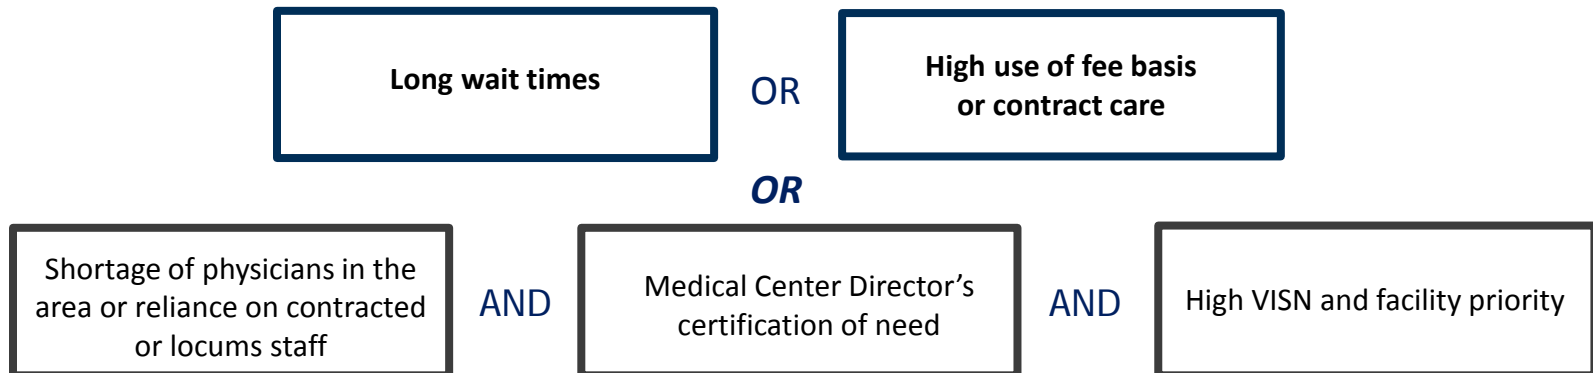 Long wait times
OR
High use of fee basis
or contract care
OR
Shortage of physicians in the
area or reliance on contracted
or locums staff
AND
Medical Center Director’s
certification of need
AND
High VISN and facility priority